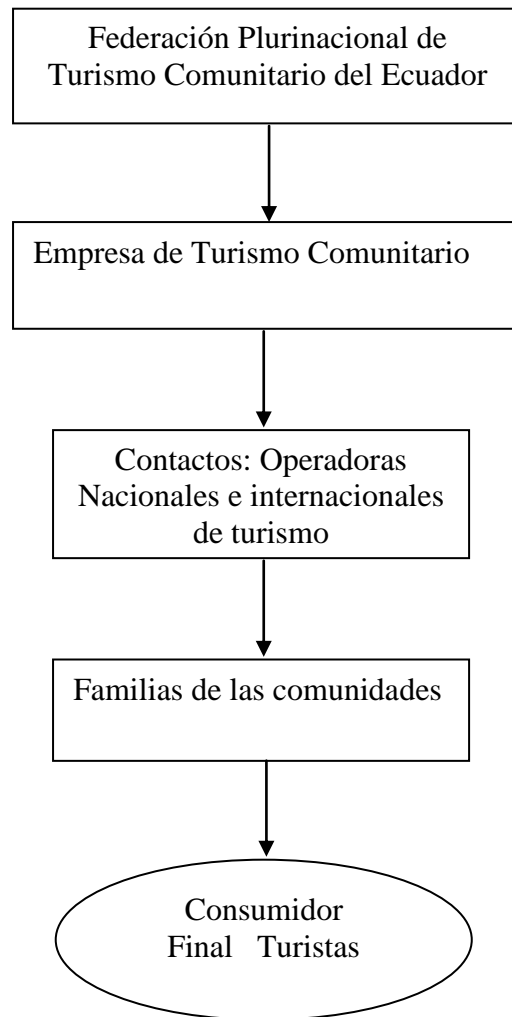 Federación Plurinacional de
Turismo Comunitario del Ecuador
Empresa de Turismo Comunitario
Contactos: Operadoras
Nacionales e internacionales
de turismo
Familias de las comunidades
Consumidor
Final Turistas